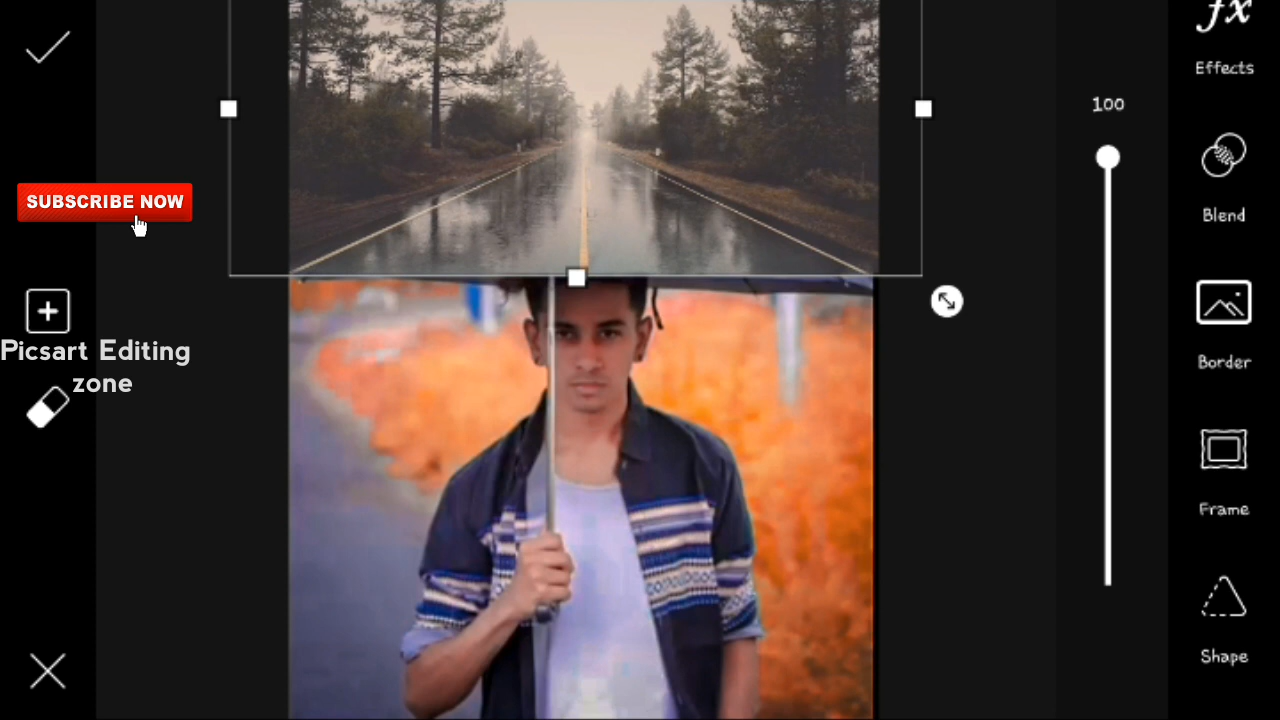 SUBSCRIBE NOW
Picsart Editing
zone
100
fx
Effects
Blend
Border
Frame
Shape